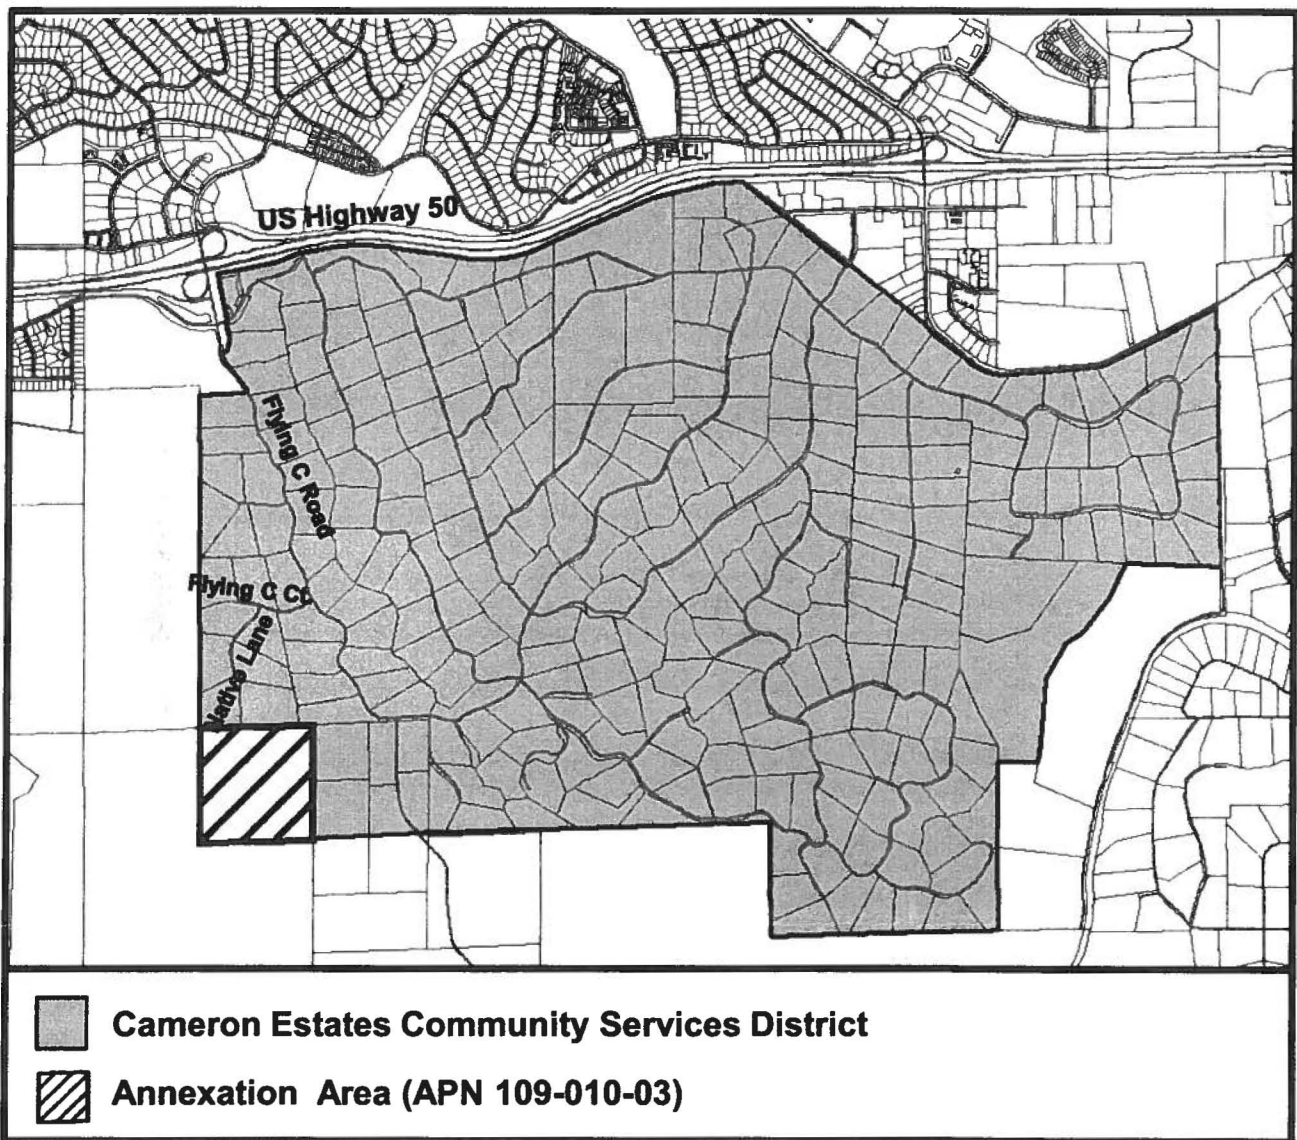 US Highway 50
Flying C Road
Flying C Ct
Native Lane
Cameron Estates Community Services District
Annexation Area (APN 109-010-03)